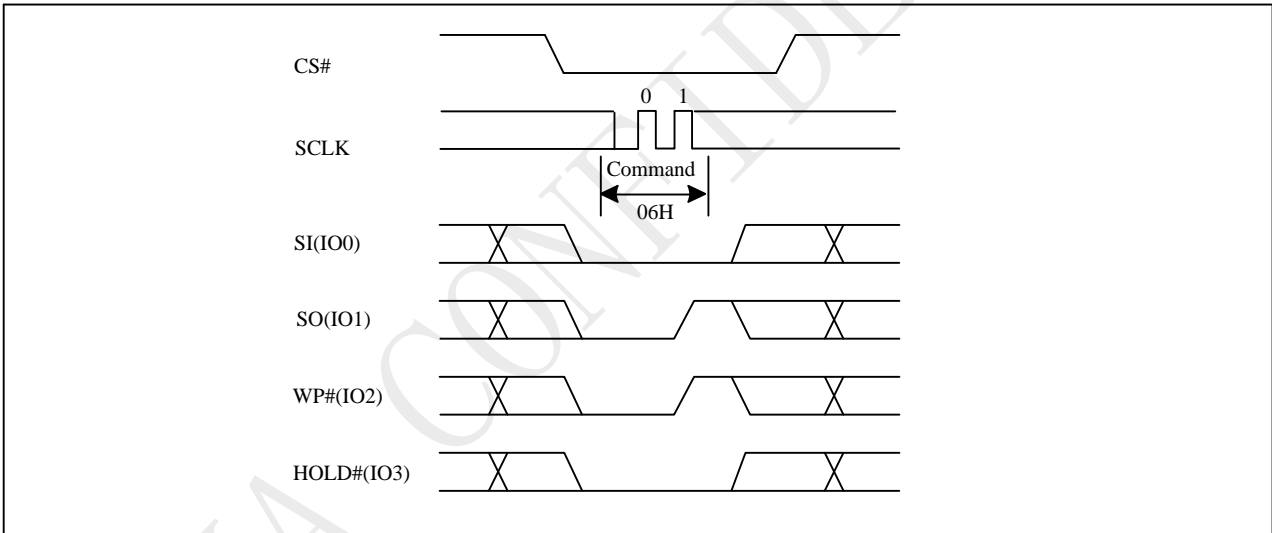 CS#
0 1
SCLK
Command
06H
SI(IO0)
SO(IO1)
WP#(IO2)
HOLD#(IO3)